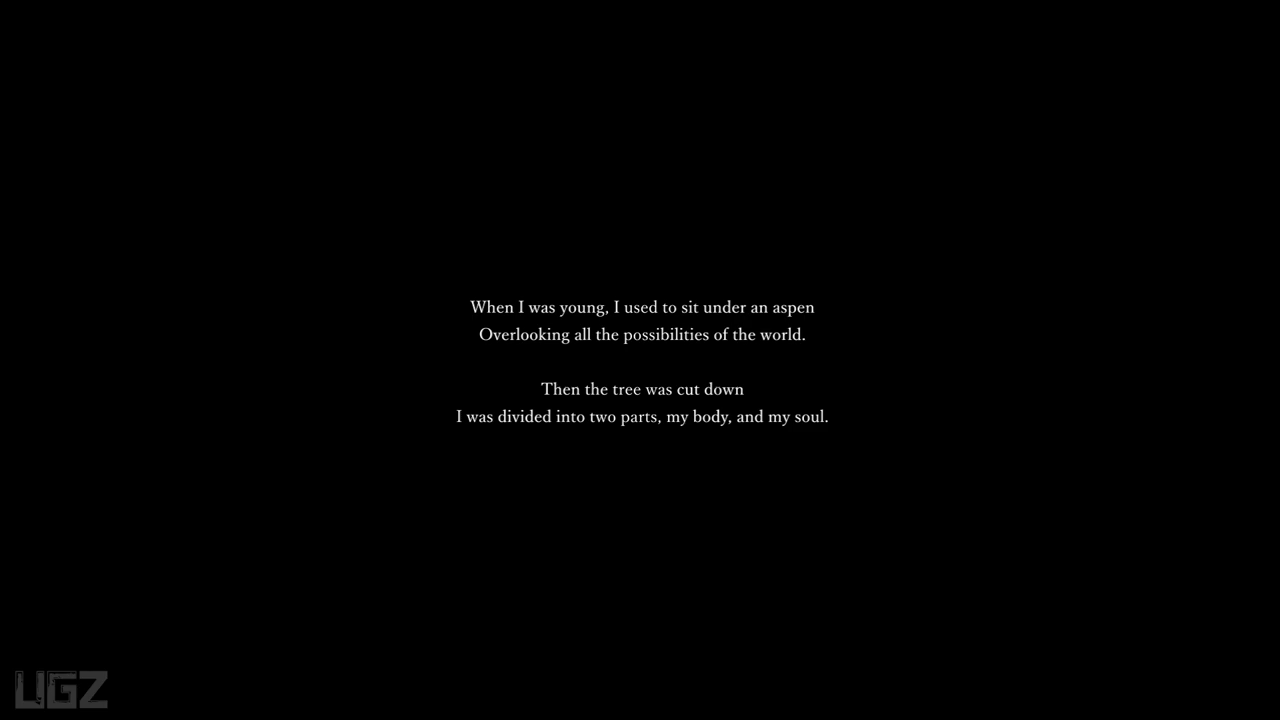 When I was young, I used to sit under an aspen
Overlooking all the possibilities of the world.
Then the tree was cut down
I was divided into two parts, my body, and my soul.
UGZ